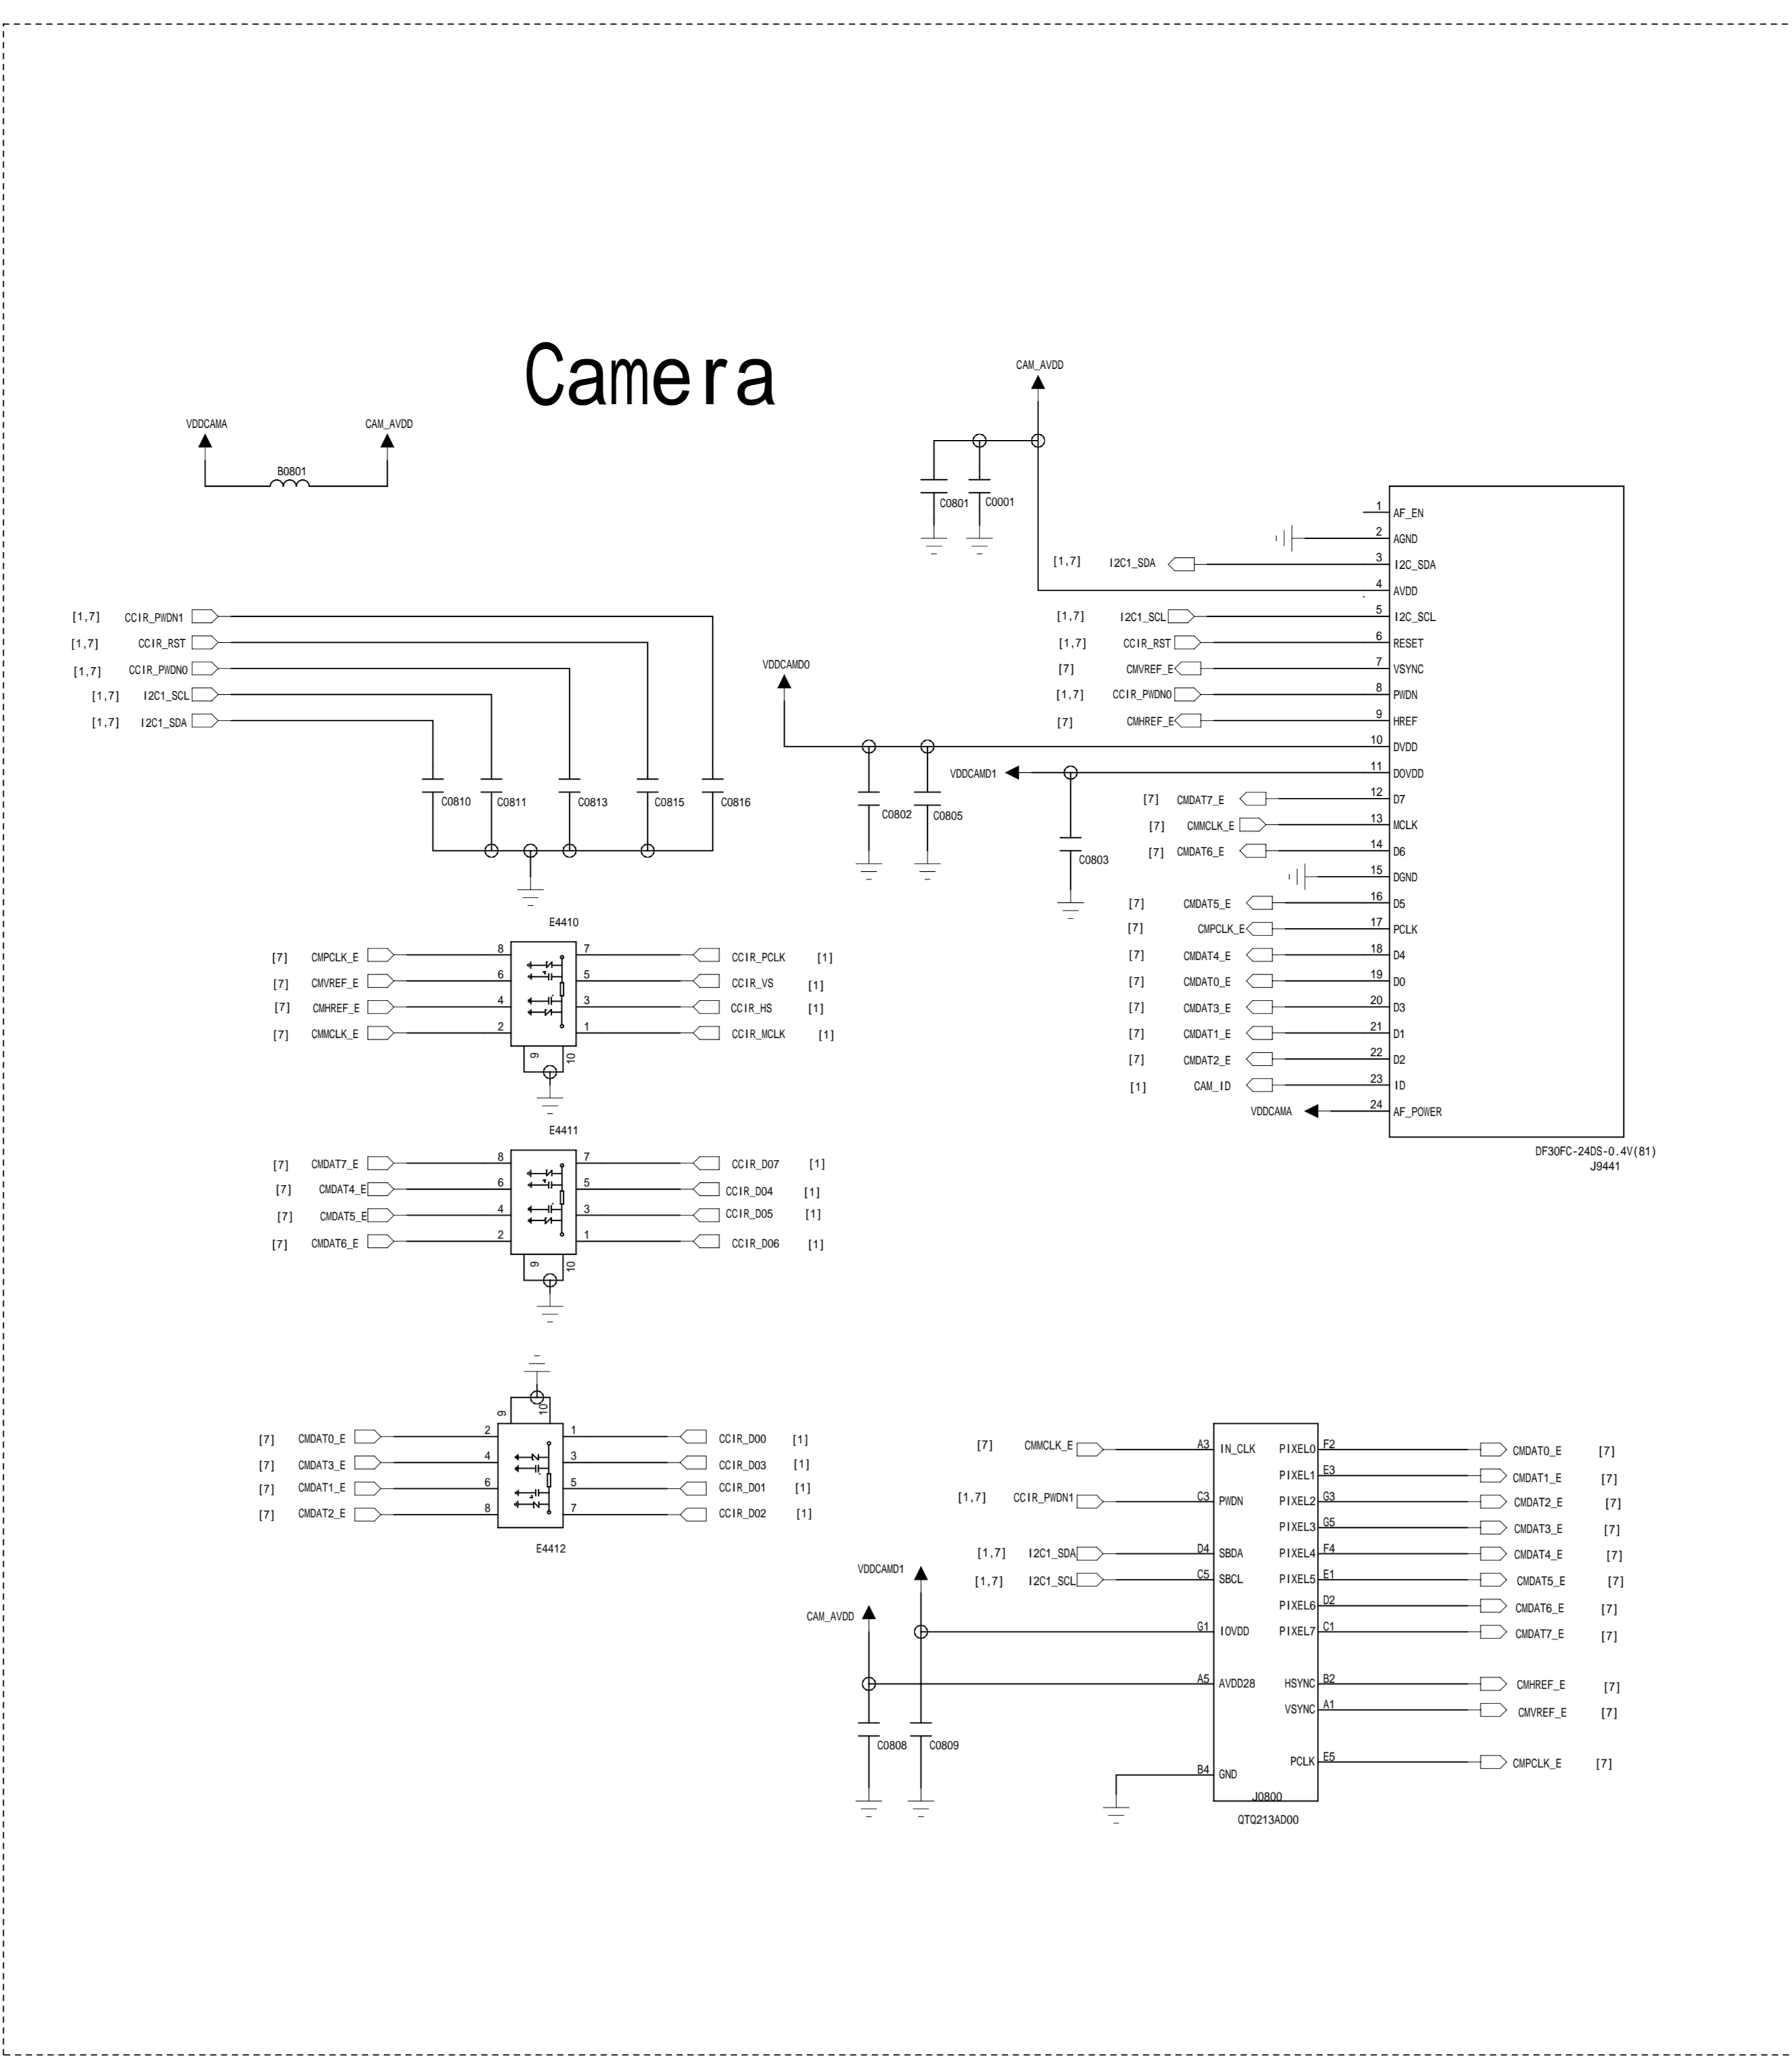 Camera
VDDCAMA
CAM_AVDD
B0801
CAM_AVDD
C0801
C0001
[1,7] CCIR_PWDN1
[1,7] CCIR_RST
[1,7] CCIR_PWDN0
[1,7] I2C1_SCL
[1,7] I2C1_SDA
C0810
C0811
C0813
C0815
C0816
VDDCAMD0
C0802
C0805
VDDCAMD1
C0803
1 AF_EN
2 AGND
[1,7] I2C1_SDA 3 I2C_SDA
4 AVDD
[1,7] I2C1_SCL 5 I2C_SCL
[1,7] CCIR_RST 6 RESET
[7] CMVREF_E 7 VSYNC
[1,7] CCIR_PWDN0 8 PWDN
[7] CMHREF_E 9 HREF
10 DVDD
11 DOVDD
[7] CMDAT7_E 12 D7
[7] CMMCLK_E 13 MCLK
[7] CMDAT6_E 14 D6
15 DGND
[7] CMDAT5_E 16 D5
[7] CMPCLK_E 17 PCLK
[7] CMDAT4_E 18 D4
[7] CMDAT0_E 19 D0
[7] CMDAT3_E 20 D3
[7] CMDAT1_E 21 D1
[7] CMDAT2_E 22 D2
[1] CAM_ID 23 ID
VDDCAMA 24 AF_POWER
DF30FC-24DS-0.4V(81)
J9441
E4410
[7] CMPCLK_E 8 7 CCIR_PCLK [1]
[7] CMVREF_E 6 5 CCIR_VS [1]
[7] CMHREF_E 4 3 CCIR_HS [1]
[7] CMMCLK_E 2 1 CCIR_MCLK [1]
9 10
E4411
[7] CMDAT7_E 8 7 CCIR_D07 [1]
[7] CMDAT4_E 6 5 CCIR_D04 [1]
[7] CMDAT5_E 4 3 CCIR_D05 [1]
[7] CMDAT6_E 2 1 CCIR_D06 [1]
9 10
9 10
[7] CMDAT0_E 2 1 CCIR_D00 [1]
[7] CMDAT3_E 4 3 CCIR_D03 [1]
[7] CMDAT1_E 6 5 CCIR_D01 [1]
[7] CMDAT2_E 8 7 CCIR_D02 [1]
E4412
VDDCAMD1
CAM_AVDD
C0808
C0809
[7] CMMCLK_E A3 IN_CLK PIXEL0 F2 CMDAT0_E [7]
PIXEL1 E3 CMDAT1_E [7]
[1,7] CCIR_PWDN1 C3 PWDN PIXEL2 G3 CMDAT2_E [7]
PIXEL3 G5 CMDAT3_E [7]
[1,7] I2C1_SDA D4 SBDA PIXEL4 F4 CMDAT4_E [7]
[1,7] I2C1_SCL C5 SBCL PIXEL5 E1 CMDAT5_E [7]
PIXEL6 D2 CMDAT6_E [7]
G1 IOVDD PIXEL7 C1 CMDAT7_E [7]
A5 AVDD28 HSYNC B2 CMHREF_E [7]
VSYNC A1 CMVREF_E [7]
PCLK E5 CMPCLK_E [7]
B4 GND
J0800
QTQ213AD00